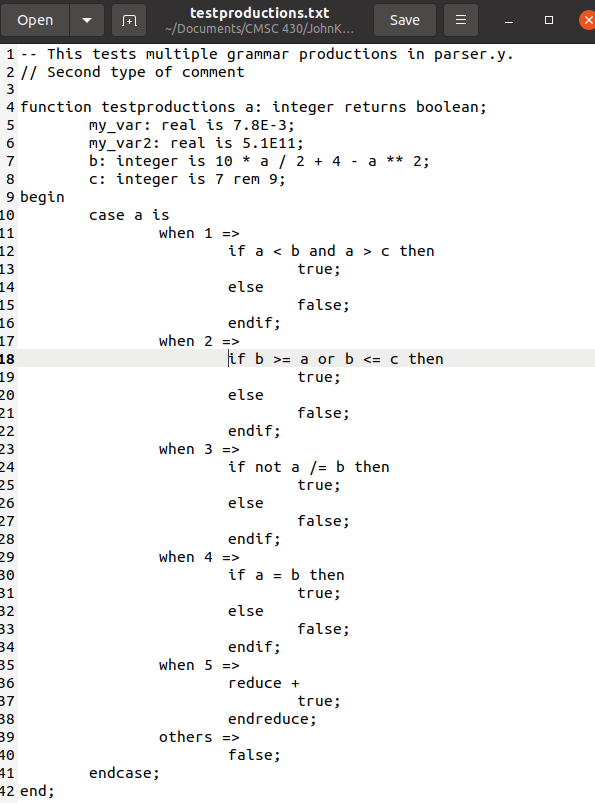 Open testproductions.txt Save
~/Documents/CMSC 430/JohnK...
1 -- This tests multiple grammar productions in parser.y.
2 // Second type of comment
3
4 function testproductions a: integer returns boolean;
5 my_var: real is 7.8E-3;
6 my_var2: real is 5.1E11;
7 b: integer is 10 * a / 2 + 4 - a ** 2;
8 c: integer is 7 rem 9;
9 begin
10 case a is
11 when 1 =>
12 if a < b and a > c then
13 true;
14 else
15 false;
16 endif;
17 when 2 =>
18 if b >= a or b <= c then
19 true;
20 else
21 false;
22 endif;
23 when 3 =>
24 if not a /= b then
25 true;
26 else
27 false;
28 endif;
29 when 4 =>
30 if a = b then
31 true;
32 else
33 false;
34 endif;
35 when 5 =>
36 reduce +
37 true;
38 endreduce;
39 others =>
40 false;
41 endcase;
42 end;